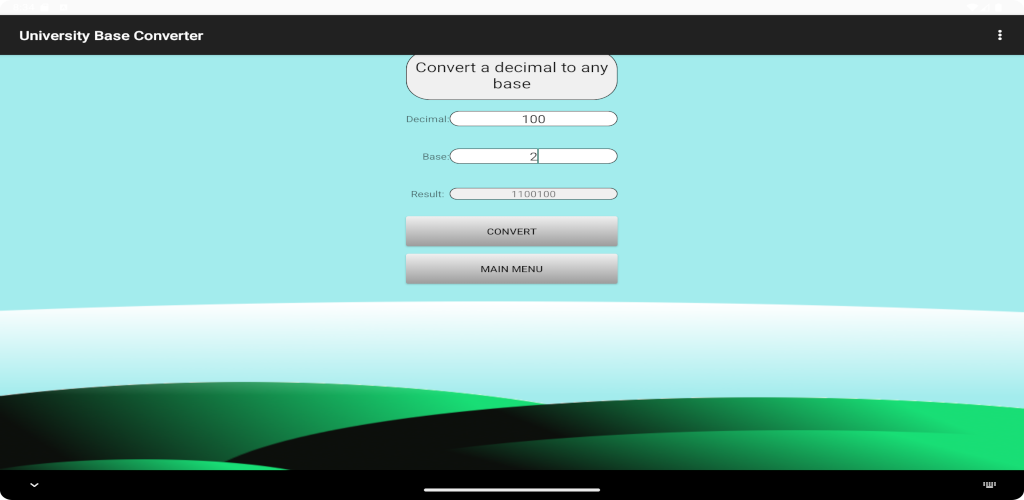 University Base Converter
Convert a decimal to any
base
Decimal: 100
Base: 2
Result: 1100100
CONVERT
MAIN MENU